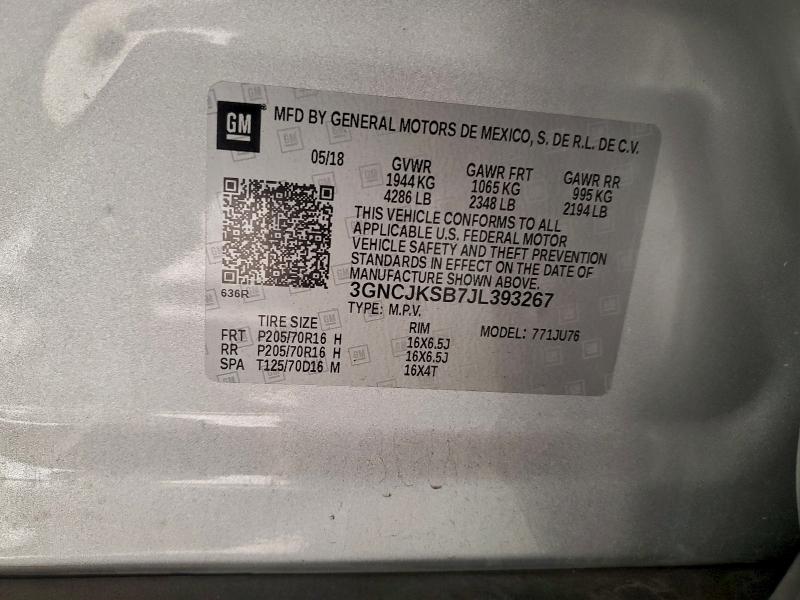 GM
MFD BY GENERAL MOTORS DE MEXICO, S. DE R.L. DE C.V.
05/18 GVWR GAWR FRT GAWR RR
1944 KG 1065 KG 995 KG
4286 LB 2348 LB 2194 LB
THIS VEHICLE CONFORMS TO ALL
APPLICABLE U.S. FEDERAL MOTOR
VEHICLE SAFETY AND THEFT PREVENTION
STANDARDS IN EFFECT ON THE DATE OF
MANUFACTURE SHOWN ABOVE.
636R 3GNCJKSB7JL393267
TYPE: M.P.V.
TIRE SIZE RIM MODEL: 771JU76
FRT P205/70R16 H 16X6.5J
RR P205/70R16 H 16X6.5J
SPA T125/70D16 M 16X4T